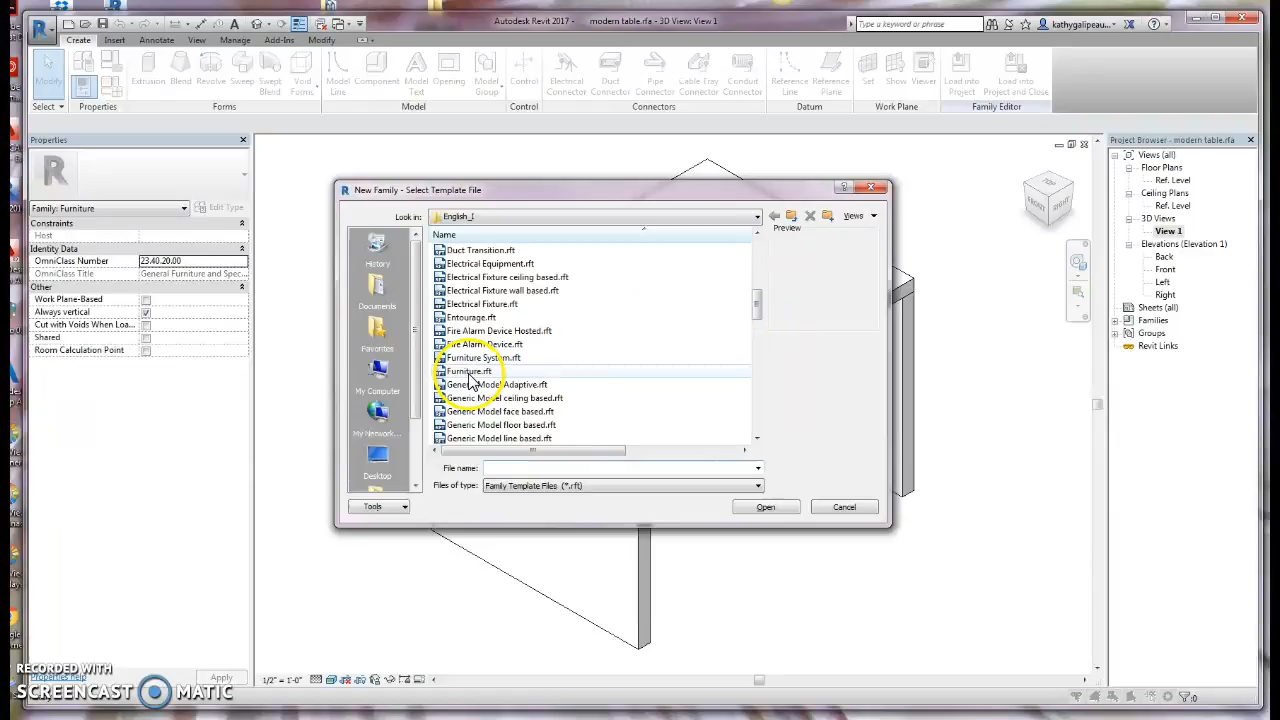 Autodesk Revit 2017 - modern table.rfa - 3D View: View 1
Type a keyword or phrase
kathygalipeau...
Create Insert Annotate View Manage Add-Ins Modify
Modify
Extrusion Blend Revolve Sweep Swept Blend Void Forms
Model Line Component Model Text Opening Model Group
Control
Electrical Connector Duct Connector Pipe Connector Cable Tray Connector Conduit Connector
Reference Line Reference Plane
Set Show Viewer
Load into Project Load into Project and Close
Select Properties Forms Model Control Connectors Datum Work Plane Family Editor
Properties
Family: Furniture
Edit Type
Constraints
Host
Identity Data
OmniClass Number 23.40.20.00
OmniClass Title General Furniture and Spec...
Other
Work Plane-Based
Always vertical
Cut with Voids When Loa...
Shared
Room Calculation Point
Properties help
Apply
New Family - Select Template File
Look in: English_I
Views
Name
Preview
Duct Transition.rft
Electrical Equipment.rft
Electrical Fixture ceiling based.rft
Electrical Fixture wall based.rft
Electrical Fixture.rft
Entourage.rft
Fire Alarm Device Hosted.rft
Fire Alarm Device.rft
Furniture System.rft
Furniture.rft
Generic Model Adaptive.rft
Generic Model ceiling based.rft
Generic Model face based.rft
Generic Model floor based.rft
Generic Model line based.rft
History
Documents
Favorites
My Computer
My Network...
Desktop
File name:
Files of type: Family Template Files (*.rft)
Tools
Open
Cancel
TOP
FRONT
RIGHT
Project Browser - modern table.rfa
Views (all)
Floor Plans
Ref. Level
Ceiling Plans
Ref. Level
3D Views
View 1
Elevations (Elevation 1)
Back
Front
Left
Right
Sheets (all)
Families
Groups
Revit Links
1/2" = 1'-0"
:0
RECORDED WITH
SCREENCAST MATIC